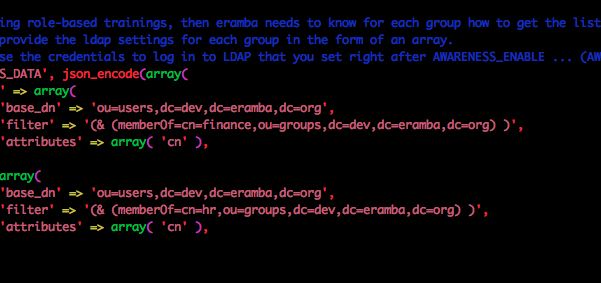 ing role-based trainings, then eramba needs to know for each group how to get the list
provide the ldap settings for each group in the form of an array.
se the credentials to log in to LDAP that you set right after AWARENESS_ENABLE ... (AW
S_DATA', json_encode(array(
' => array(
'base_dn' => 'ou=users,dc=dev,dc=eramba,dc=org',
'filter' => '(& (memberOf=cn=finance,ou=groups,dc=dev,dc=eramba,dc=org) )',
'attributes' => array( 'cn' ),
array(
'base_dn' => 'ou=users,dc=dev,dc=eramba,dc=org',
'filter' => '(& (memberOf=cn=hr,ou=groups,dc=dev,dc=eramba,dc=org) )',
'attributes' => array( 'cn' ),